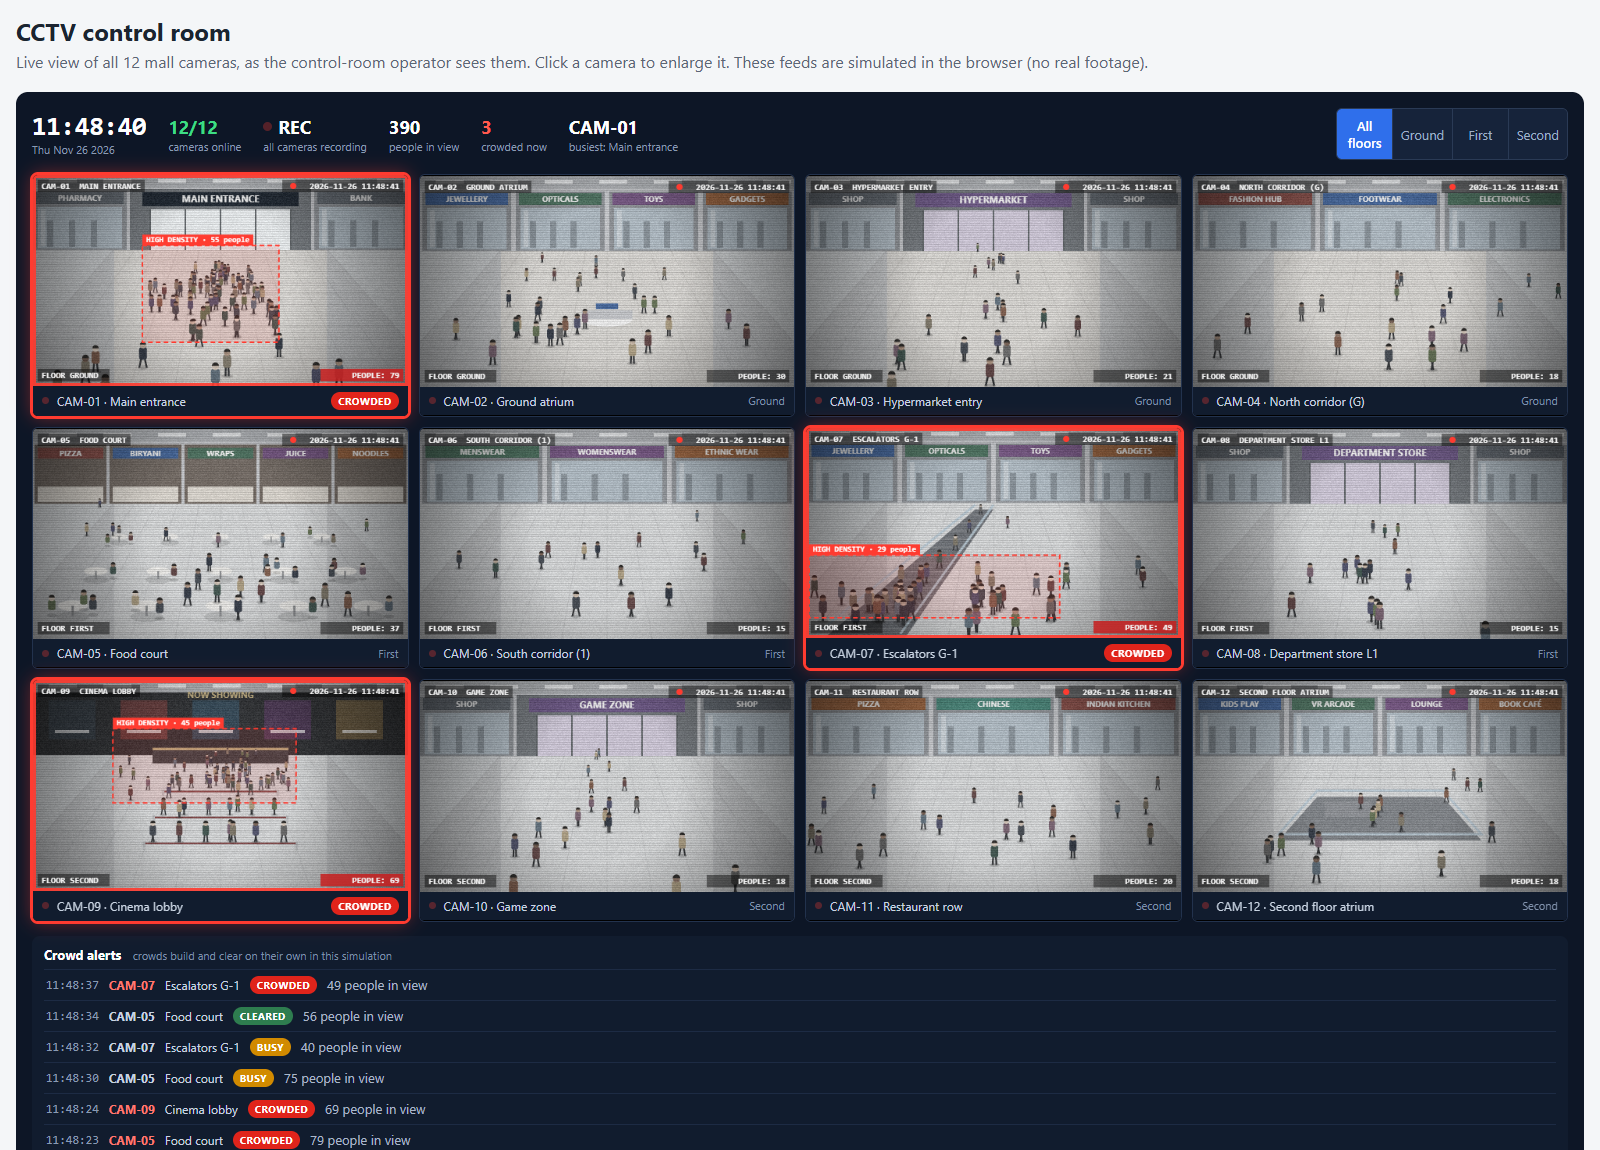 CCTV control room
Live view of all 12 mall cameras, as the control-room operator sees them. Click a camera to enlarge it. These feeds are simulated in the browser (no real footage).
11:48:40
Thu Nov 26 2026
12/12
cameras online
REC
all cameras recording
390
people in view
3
crowded now
CAM-01
busiest: Main entrance
All floors
Ground
First
Second
CAM-01 MAIN ENTRANCE
2026-11-26 11:48:41
PHARMACY
MAIN ENTRANCE
BANK
HIGH DENSITY · 55 people
FLOOR GROUND
PEOPLE: 79
CAM-01 · Main entrance
CROWDED
CAM-02 GROUND ATRIUM
2026-11-26 11:48:41
JEWELLERY
OPTICALS
TOYS
GADGETS
FLOOR GROUND
PEOPLE: 30
CAM-02 · Ground atrium
Ground
CAM-03 HYPERMARKET ENTRY
2026-11-26 11:48:41
SHOP
HYPERMARKET
SHOP
FLOOR GROUND
PEOPLE: 21
CAM-03 · Hypermarket entry
Ground
CAM-04 NORTH CORRIDOR (G)
2026-11-26 11:48:41
FASHION HUB
FOOTWEAR
ELECTRONICS
FLOOR GROUND
PEOPLE: 18
CAM-04 · North corridor (G)
Ground
CAM-05 FOOD COURT
2026-11-26 11:48:41
PIZZA
BIRYANI
WRAPS
JUICE
NOODLES
FLOOR FIRST
PEOPLE: 37
CAM-05 · Food court
First
CAM-06 SOUTH CORRIDOR (1)
2026-11-26 11:48:41
MENSWEAR
WOMENSWEAR
ETHNIC WEAR
FLOOR FIRST
PEOPLE: 15
CAM-06 · South corridor (1)
First
CAM-07 ESCALATORS G-1
2026-11-26 11:48:41
JEWELLERY
OPTICALS
TOYS
GADGETS
HIGH DENSITY · 29 people
FLOOR FIRST
PEOPLE: 49
CAM-07 · Escalators G-1
CROWDED
CAM-08 DEPARTMENT STORE L1
2026-11-26 11:48:41
SHOP
DEPARTMENT STORE
SHOP
FLOOR FIRST
PEOPLE: 15
CAM-08 · Department store L1
First
CAM-09 CINEMA LOBBY
2026-11-26 11:48:41
NOW SHOWING
HIGH DENSITY · 45 people
FLOOR SECOND
PEOPLE: 69
CAM-09 · Cinema lobby
CROWDED
CAM-10 GAME ZONE
2026-11-26 11:48:41
SHOP
GAME ZONE
SHOP
FLOOR SECOND
PEOPLE: 18
CAM-10 · Game zone
Second
CAM-11 RESTAURANT ROW
2026-11-26 11:48:41
PIZZA
CHINESE
INDIAN KITCHEN
FLOOR SECOND
PEOPLE: 20
CAM-11 · Restaurant row
Second
CAM-12 SECOND FLOOR ATRIUM
2026-11-26 11:48:41
KIDS PLAY
VR ARCADE
LOUNGE
BOOK CAFÉ
FLOOR SECOND
PEOPLE: 18
CAM-12 · Second floor atrium
Second
Crowd alerts crowds build and clear on their own in this simulation
11:48:37 CAM-07 Escalators G-1 CROWDED 49 people in view
11:48:34 CAM-05 Food court CLEARED 56 people in view
11:48:32 CAM-07 Escalators G-1 BUSY 40 people in view
11:48:30 CAM-05 Food court BUSY 75 people in view
11:48:24 CAM-09 Cinema lobby CROWDED 69 people in view
11:48:23 CAM-05 Food court CROWDED 79 people in view